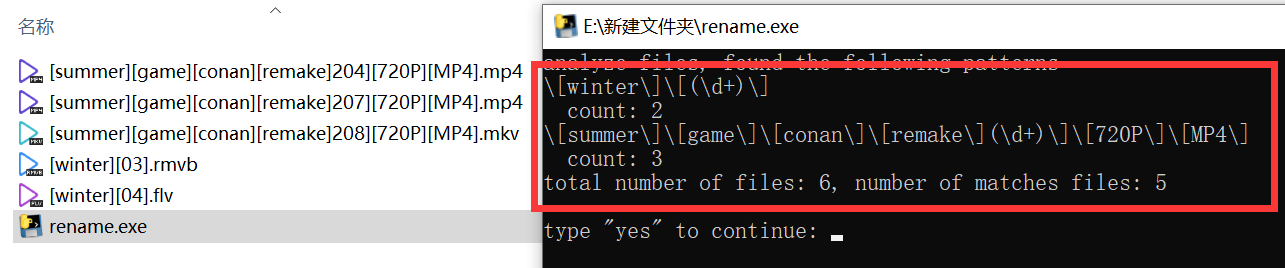 名称
[summer][game][conan][remake]204][720P][MP4].mp4
[summer][game][conan][remake]207][720P][MP4].mp4
[summer][game][conan][remake]208][720P][MP4].mkv
[winter][03].rmvb
[winter][04].flv
rename.exe
E:\新建文件夹\rename.exe
analyze files, found the following patterns
\[winter\]\[(\d+)\]
count: 2
\[summer\]\[game\]\[conan\]\[remake\](\d+)\]\[720P\]\[MP4\]
count: 3
total number of files: 6, number of matches files: 5
type "yes" to continue: